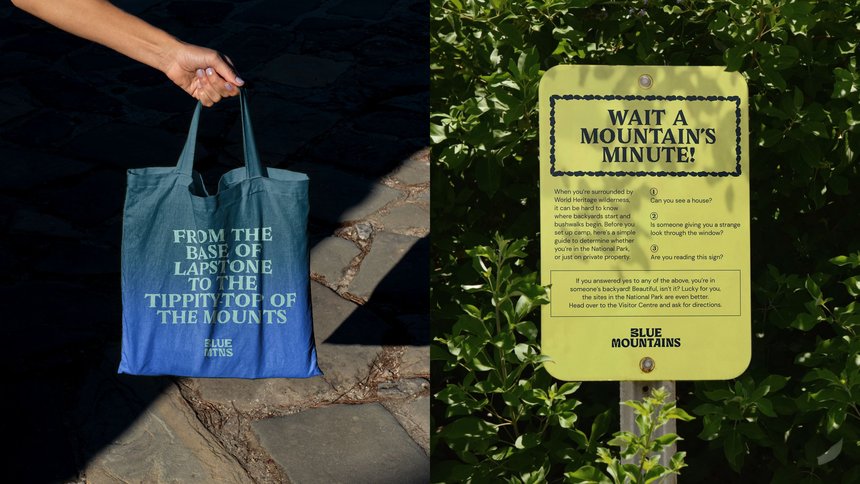 FROM THE
BASE OF
LAPSTONE
TO THE
TIPPITY-TOP OF
THE MOUNTS
BLUE
MTNS
WAIT A
MOUNTAIN'S
MINUTE!
When you're surrounded by
World Heritage wilderness,
it can be hard to know
where backyards start and
bushwalks begin. Before you
set up camp, here's a simple
guide to determine whether
you're in the National Park,
or just on private property.
1
Can you see a house?
2
Is someone giving you a strange
look through the window?
3
Are you reading this sign?
If you answered yes to any of the above, you're in
someone's backyard! Beautiful, isn't it? Lucky for you,
the sites in the National Park are even better.
Head over to the Visitor Centre and ask for directions.
BLUE
MOUNTAINS